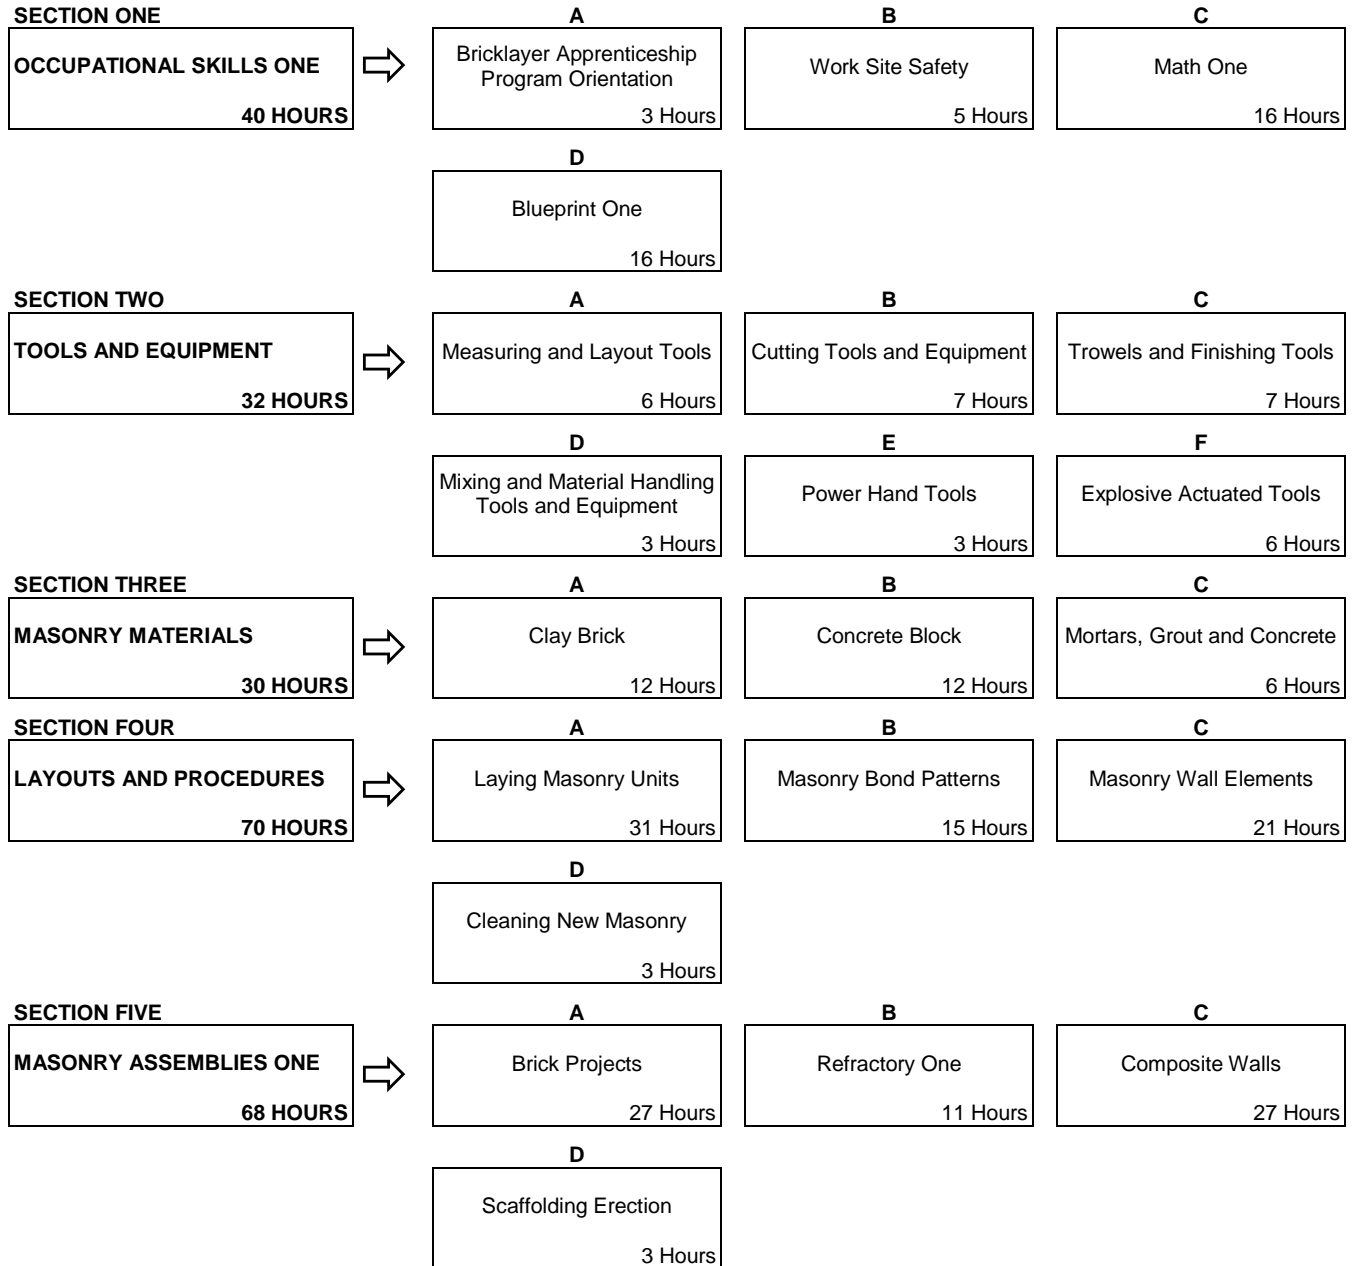 SECTION ONE
A
B
C
OCCUPATIONAL SKILLS ONE
40 HOURS
Bricklayer Apprenticeship
Program Orientation
3 Hours
Work Site Safety
5 Hours
Math One
16 Hours
D
Blueprint One
16 Hours
SECTION TWO
A
B
C
TOOLS AND EQUIPMENT
32 HOURS
Measuring and Layout Tools
6 Hours
Cutting Tools and Equipment
7 Hours
Trowels and Finishing Tools
7 Hours
D
E
F
Mixing and Material Handling
Tools and Equipment
3 Hours
Power Hand Tools
3 Hours
Explosive Actuated Tools
6 Hours
SECTION THREE
A
B
C
MASONRY MATERIALS
30 HOURS
Clay Brick
12 Hours
Concrete Block
12 Hours
Mortars, Grout and Concrete
6 Hours
SECTION FOUR
A
B
C
LAYOUTS AND PROCEDURES
70 HOURS
Laying Masonry Units
31 Hours
Masonry Bond Patterns
15 Hours
Masonry Wall Elements
21 Hours
D
Cleaning New Masonry
3 Hours
SECTION FIVE
A
B
C
MASONRY ASSEMBLIES ONE
68 HOURS
Brick Projects
27 Hours
Refractory One
11 Hours
Composite Walls
27 Hours
D
Scaffolding Erection
3 Hours